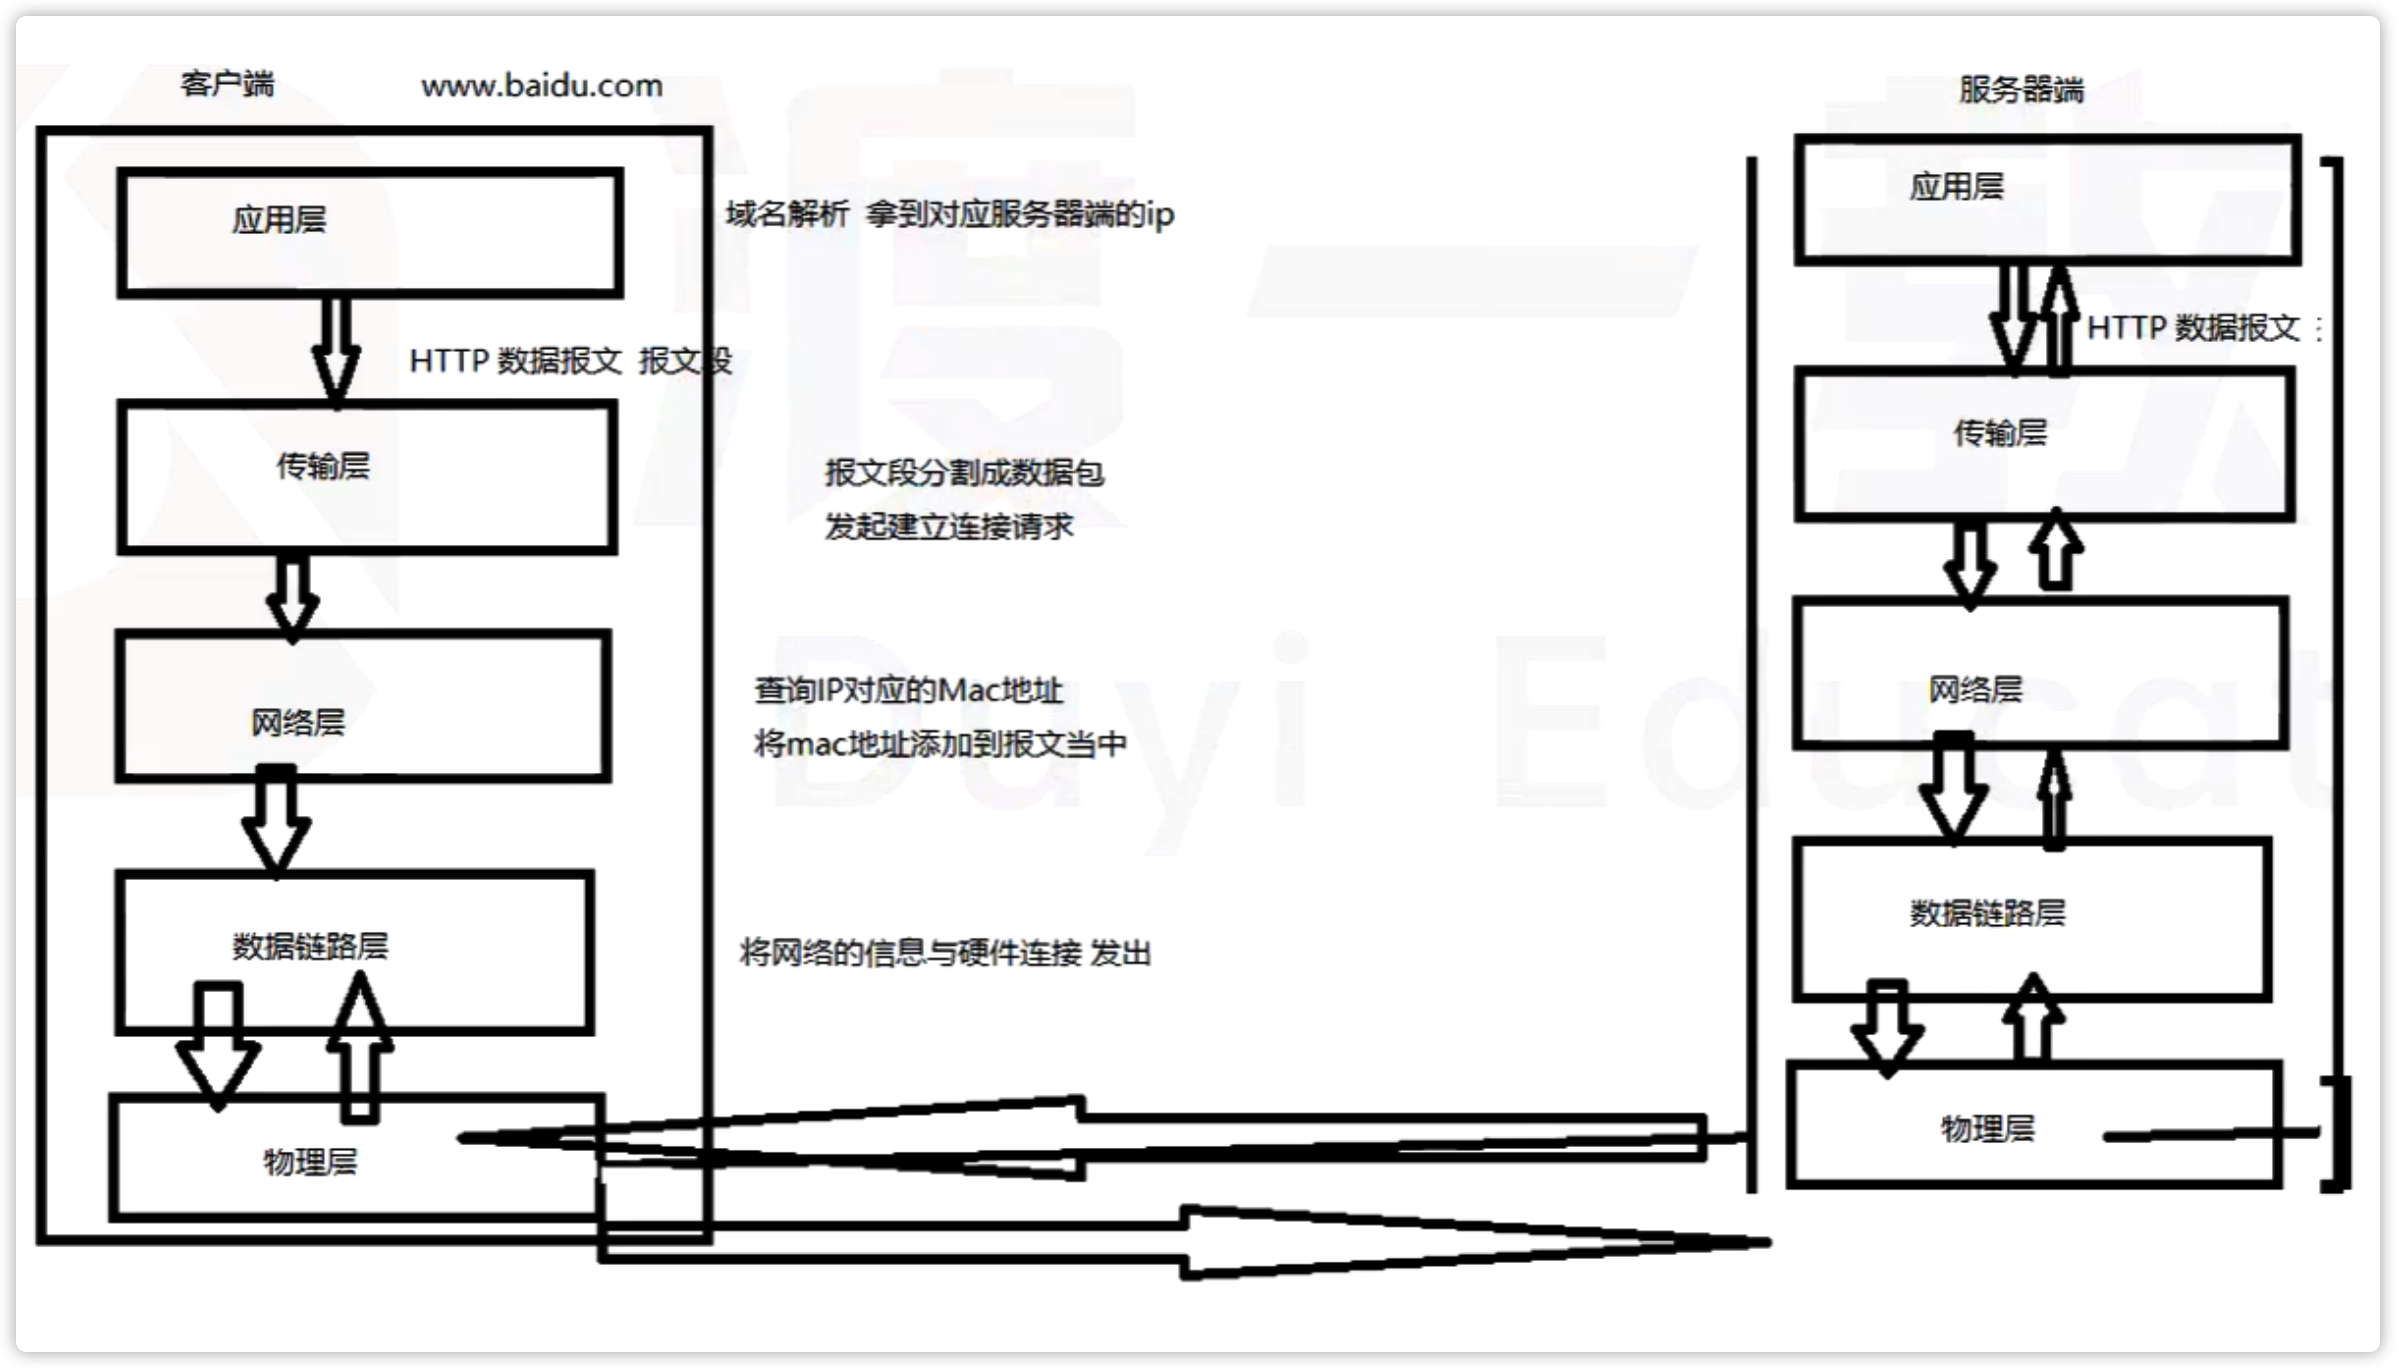 客户端 www.baidu.com
应用层
域名解析 拿到对应服务器端的ip
HTTP 数据报文 报文段
传输层
报文段分割成数据包
发起建立连接请求
网络层
查询IP对应的Mac地址
将mac地址添加到报文当中
数据链路层
将网络的信息与硬件连接 发出
物理层
服务器端
应用层
HTTP 数据报文
传输层
网络层
数据链路层
物理层
渡一教
Duyi Educat